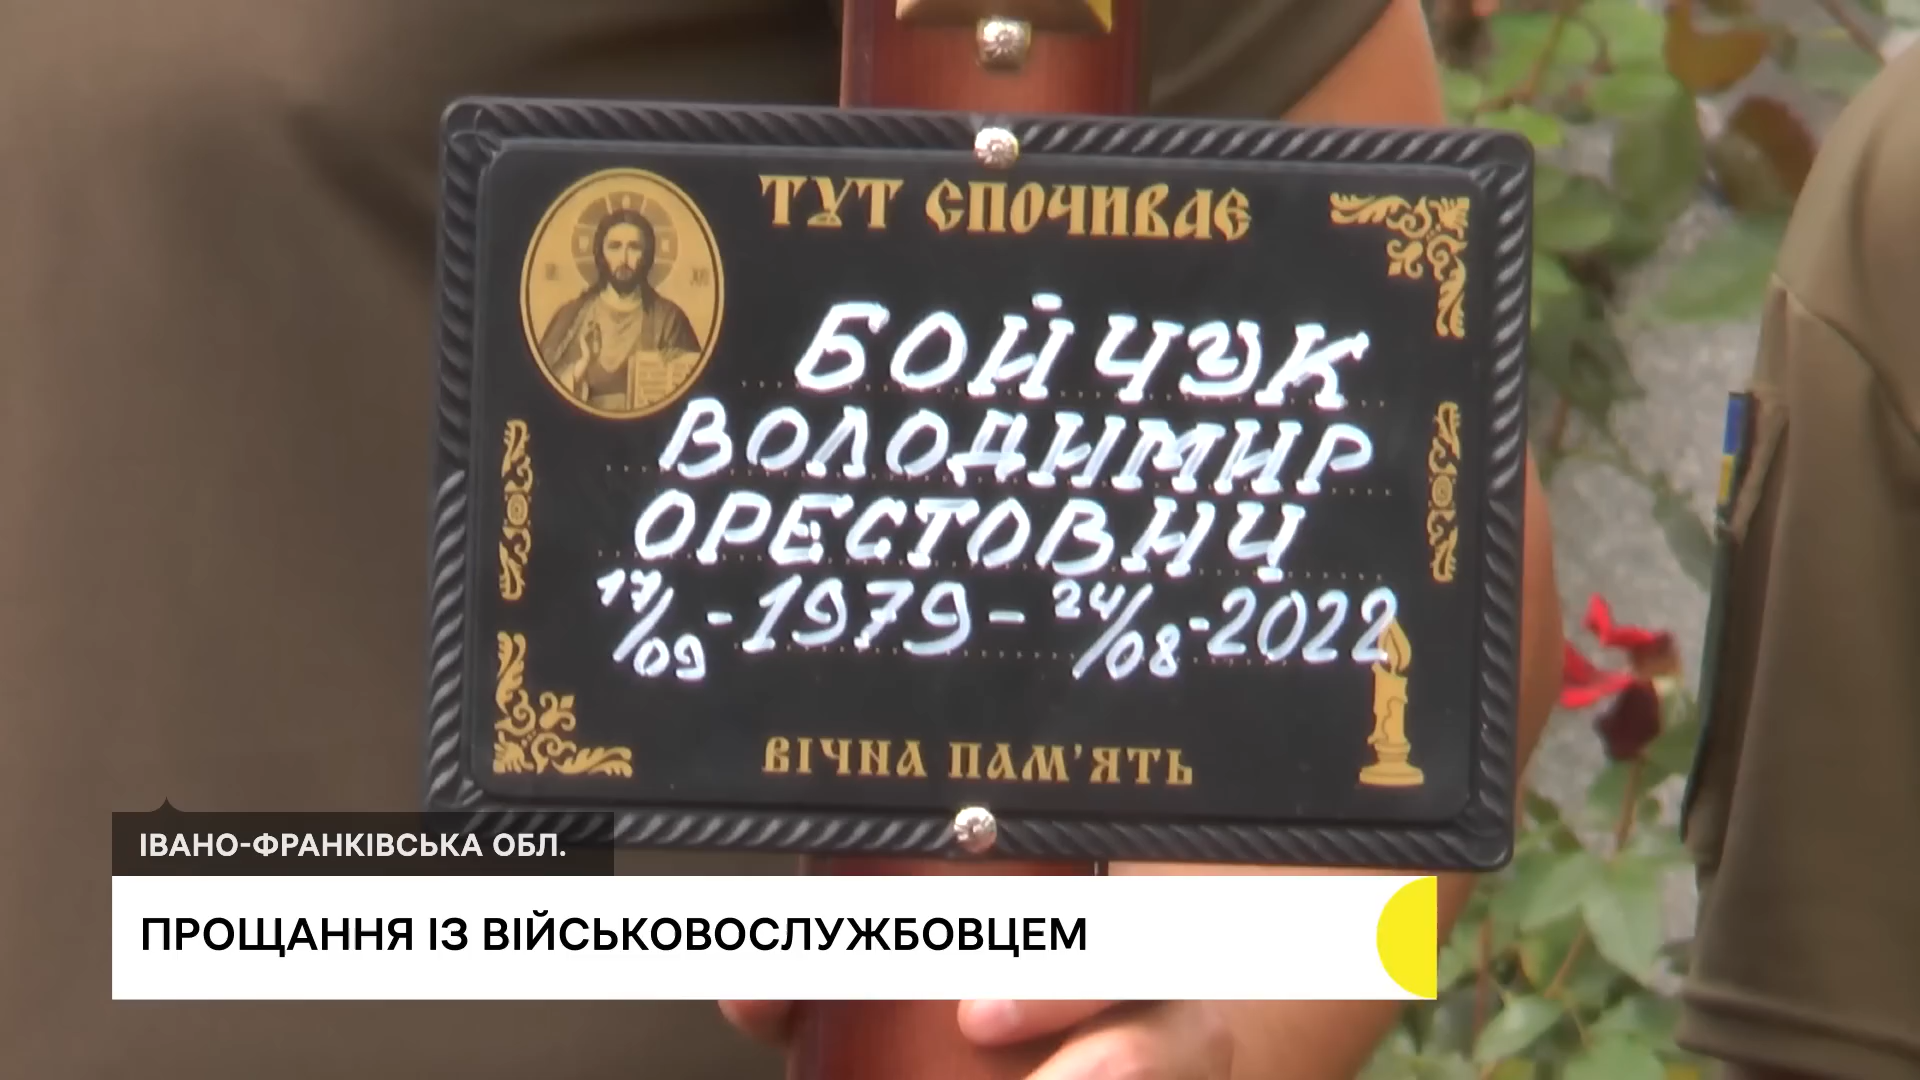 ТУТ СПОЧИВАЄ
БОЙЧУК
ВОЛОДИМИР
ОРЕСТОВИЧ
17/09-1979-24/08-2022
ВІЧНА ПАМ'ЯТЬ
ІВАНО-ФРАНКІВСЬКА ОБЛ.
ПРОЩАННЯ ІЗ ВІЙСЬКОВОСЛУЖБОВЦЕМ